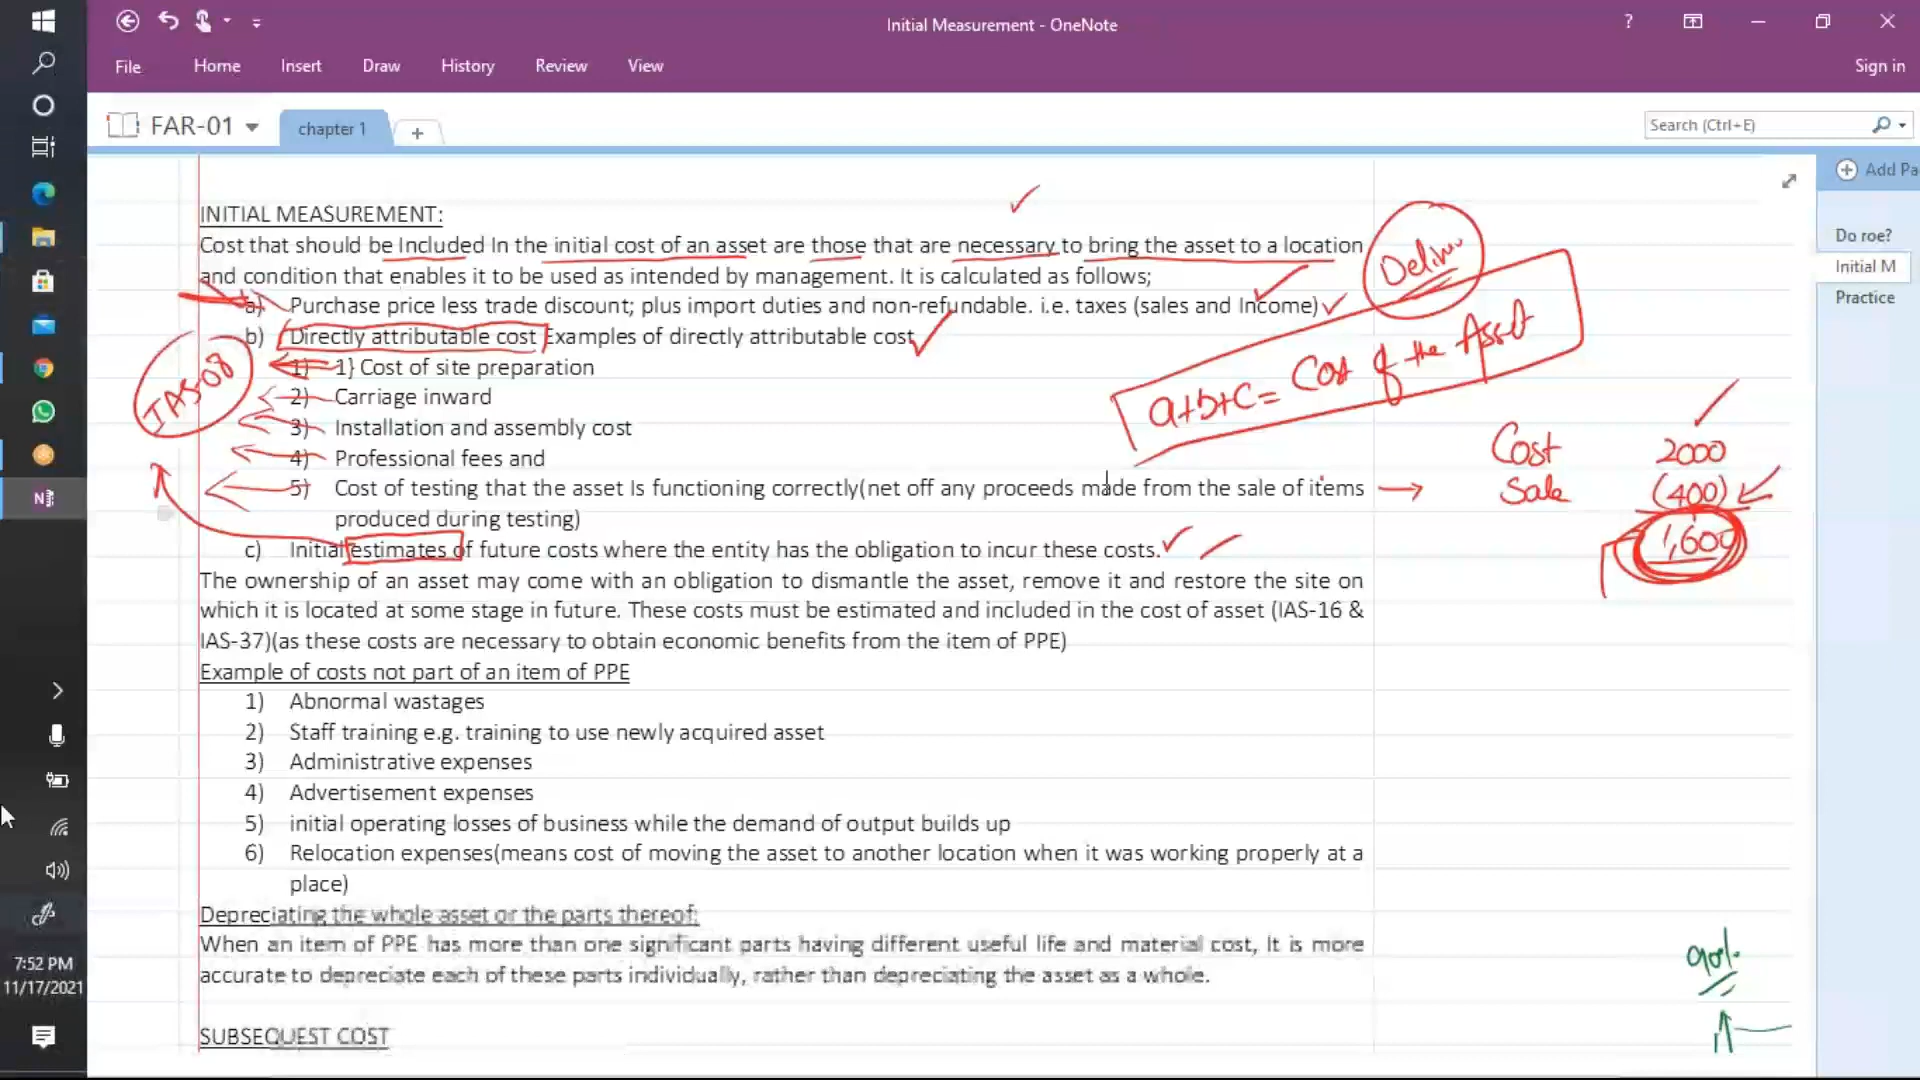 Initial Measurement - OneNote
?
File Home Insert Draw History Review View
Sign in
FAR-01 chapter 1 +
Search (Ctrl+E)
Add Pa
Do roe?
Initial M
Practice
INITIAL MEASUREMENT:
Cost that should be Included In the initial cost of an asset are those that are necessary to bring the asset to a location
and condition that enables it to be used as intended by management. It is calculated as follows;
a) Purchase price less trade discount; plus import duties and non-refundable. i.e. taxes (sales and Income)
b) Directly attributable cost Examples of directly attributable cost
1) 1} Cost of site preparation
2) Carriage inward
3) Installation and assembly cost
4) Professional fees and
5) Cost of testing that the asset Is functioning correctly(net off any proceeds made from the sale of items
produced during testing)
c) Initial estimates of future costs where the entity has the obligation to incur these costs.
The ownership of an asset may come with an obligation to dismantle the asset, remove it and restore the site on
which it is located at some stage in future. These costs must be estimated and included in the cost of asset (IAS-16 &
IAS-37)(as these costs are necessary to obtain economic benefits from the item of PPE)
Example of costs not part of an item of PPE
1) Abnormal wastages
2) Staff training e.g. training to use newly acquired asset
3) Administrative expenses
4) Advertisement expenses
5) initial operating losses of business while the demand of output builds up
6) Relocation expenses(means cost of moving the asset to another location when it was working properly at a
place)
Depreciating the whole asset or the parts thereof:
When an item of PPE has more than one significant parts having different useful life and material cost, It is more
accurate to depreciate each of these parts individually, rather than depreciating the asset as a whole.
SUBSEQUEST COST
IAS-08
a+b+c= Cost of the Asset
Cost 2000
Sale (400)
1,600
7:52 PM
11/17/2021